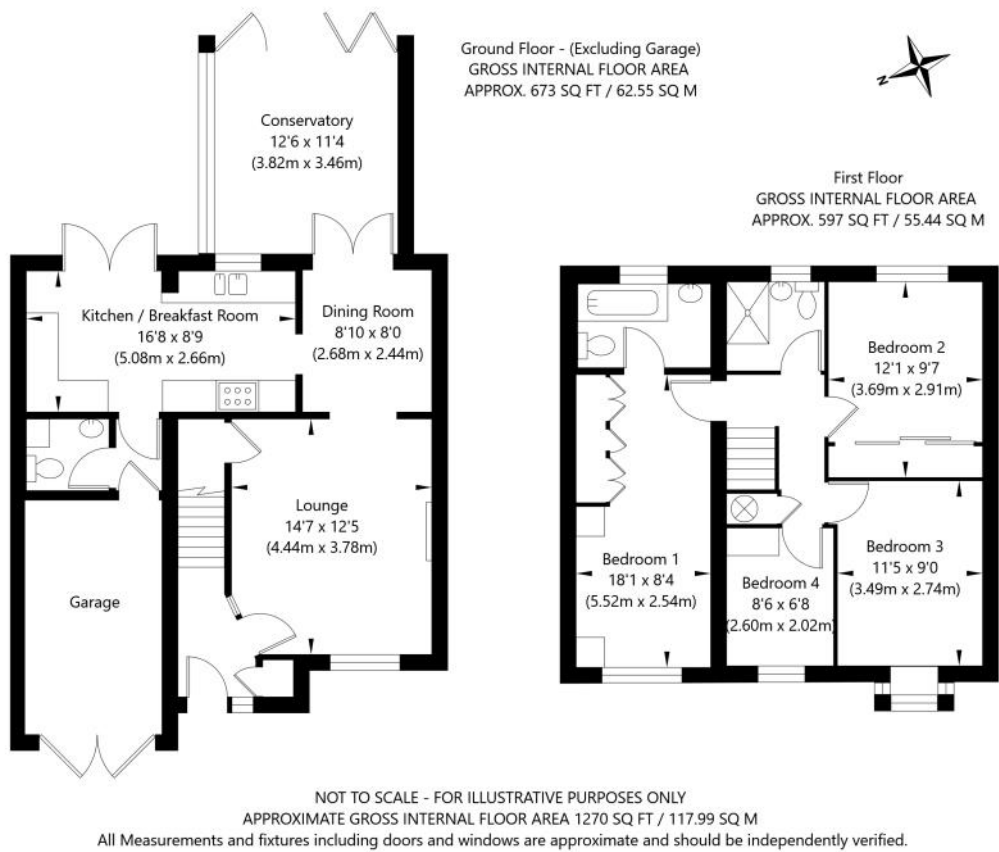 Ground Floor - (Excluding Garage)
GROSS INTERNAL FLOOR AREA
APPROX. 673 SQ FT / 62.55 SQ M
N
Conservatory
12'6 x 11'4
(3.82m x 3.46m)
First Floor
GROSS INTERNAL FLOOR AREA
APPROX. 597 SQ FT / 55.44 SQ M
Kitchen / Breakfast Room
16'8 x 8'9
(5.08m x 2.66m)
Dining Room
8'10 x 8'0
(2.68m x 2.44m)
Bedroom 2
12'1 x 9'7
(3.69m x 2.91m)
Lounge
14'7 x 12'5
(4.44m x 3.78m)
Garage
Bedroom 1
18'1 x 8'4
(5.52m x 2.54m)
Bedroom 4
8'6 x 6'8
(2.60m x 2.02m)
Bedroom 3
11'5 x 9'0
(3.49m x 2.74m)
NOT TO SCALE - FOR ILLUSTRATIVE PURPOSES ONLY
APPROXIMATE GROSS INTERNAL FLOOR AREA 1270 SQ FT / 117.99 SQ M
All Measurements and fixtures including doors and windows are approximate and should be independently verified.